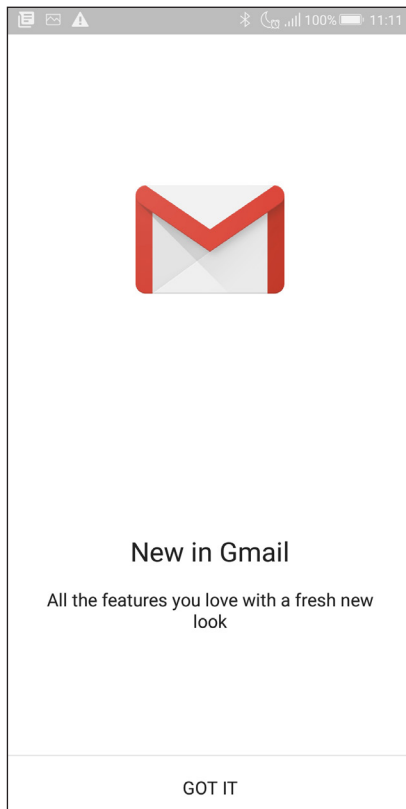 100% 11:11
New in Gmail
All the features you love with a fresh new
look
GOT IT